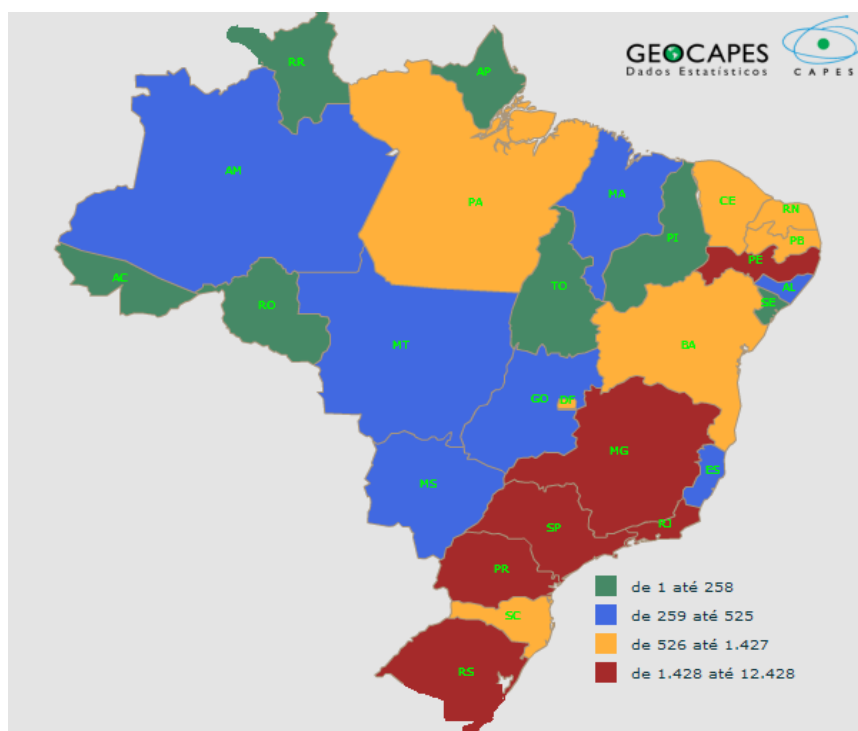 GEOCAPES
Dados Estatísticos
CAPES
RR
AP
AM
PA
MA
CE
RN
PI
PB
PE
AC
TO
AL
RO
SE
MT
BA
GO
DF
MG
MS
ES
SP
RJ
PR
SC
RS
de 1 até 258
de 259 até 525
de 526 até 1.427
de 1.428 até 12.428